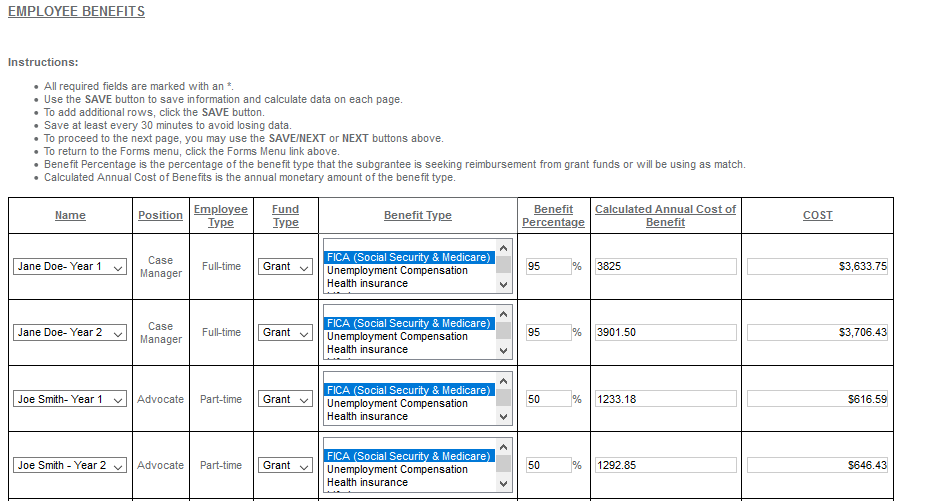 EMPLOYEE BENEFITS
Instructions:
• All required fields are marked with an *.
• Use the SAVE button to save information and calculate data on each page.
• To add additional rows, click the SAVE button.
• Save at least every 30 minutes to avoid losing data.
• To proceed to the next page, you may use the SAVE/NEXT or NEXT buttons above.
• To return to the Forms menu, click the Forms Menu link above.
• Benefit Percentage is the percentage of the benefit type that the subgrantee is seeking reimbursement from grant funds or will be using as match.
• Calculated Annual Cost of Benefits is the annual monetary amount of the benefit type.
Name Position Employee Type Fund Type Benefit Type Benefit Percentage Calculated Annual Cost of Benefit COST
Jane Doe- Year 1 Case Manager Full-time Grant FICA (Social Security & Medicare) 95 % 3825 $3,633.75
Unemployment Compensation
Health insurance
Jane Doe- Year 2 Case Manager Full-time Grant FICA (Social Security & Medicare) 95 % 3901.50 $3,706.43
Unemployment Compensation
Health insurance
Joe Smith- Year 1 Advocate Part-time Grant FICA (Social Security & Medicare) 50 % 1233.18 $616.59
Unemployment Compensation
Health insurance
Joe Smith - Year 2 Advocate Part-time Grant FICA (Social Security & Medicare) 50 % 1292.85 $646.43
Unemployment Compensation
Health insurance